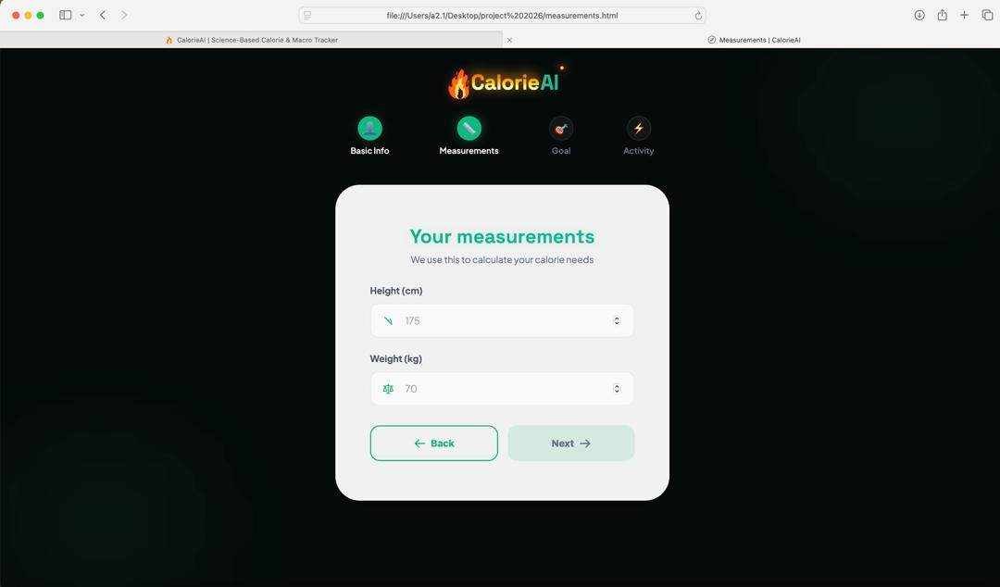 file:///Users/a2.1/Desktop/project%202026/measurements.html
CalorieAI | Science-Based Calorie & Macro Tracker
Measurements | CalorieAI
CalorieAI
Basic Info
Measurements
Goal
Activity
Your measurements
We use this to calculate your calorie needs
Height (cm)
175
Weight (kg)
70
← Back
Next →